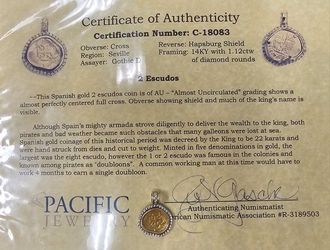 Certificate of Authenticity
Certification Number: C-18083
Obverse: Cross
Region: Seville
Assayer: Gothic D
Reverse: Hapsburg Shield
Framing: 14KY with 1.12ctw
of diamond rounds
2 Escudos
---This Spanish gold 2 escudos coin is of AU – "Almost Uncirculated" grading shows a
almost perfectly centered full cross. Obverse showing shield and much of the king's name is
visible.
Although Spain's mighty armada strove diligently to deliver the wealth to the king, both
pirates and bad weather became such obstacles that many galleons were lost at sea.
Spanish gold coinage of this historical period was decreed by the King to be 22 karats and
were hand struck from dies and cut to weight. Minted in five denominations in gold, the
largest was the eight escudo, however the 1 or 2 escudo was famous in the colonies and
known among pirates as "doubloons". A common working man at this time would have to
work 4 months to earn a single doubloon.
PACIFIC
JEWELRY
Authenticating Numismatist
rican Numismatic Association #R-3189503